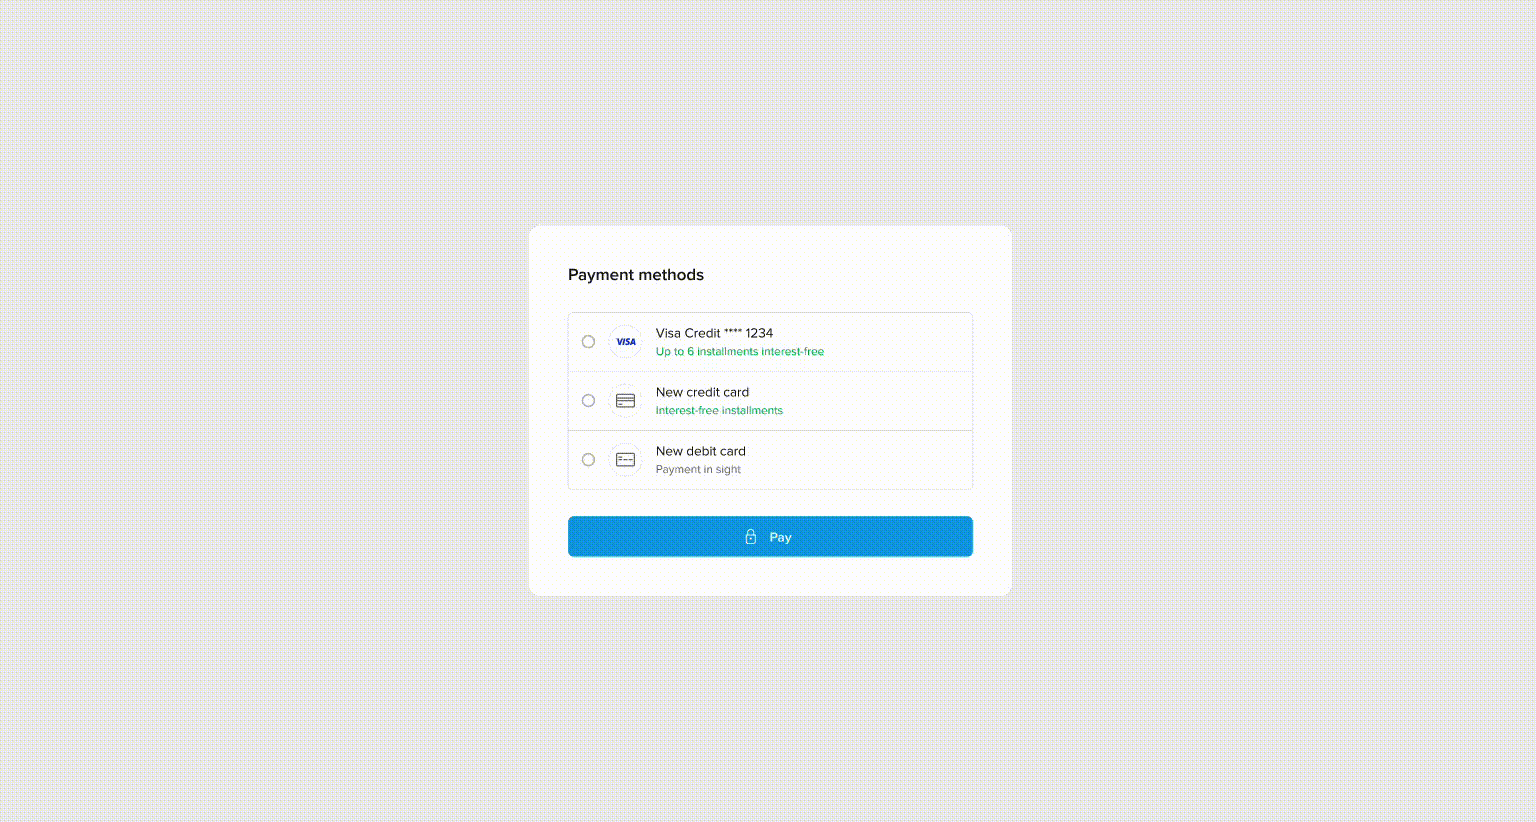 Payment methods
VISA
Visa Credit **** 1234
Up to 6 installments interest-free
New credit card
Interest-free installments
New debit card
Payment in sight
Pay